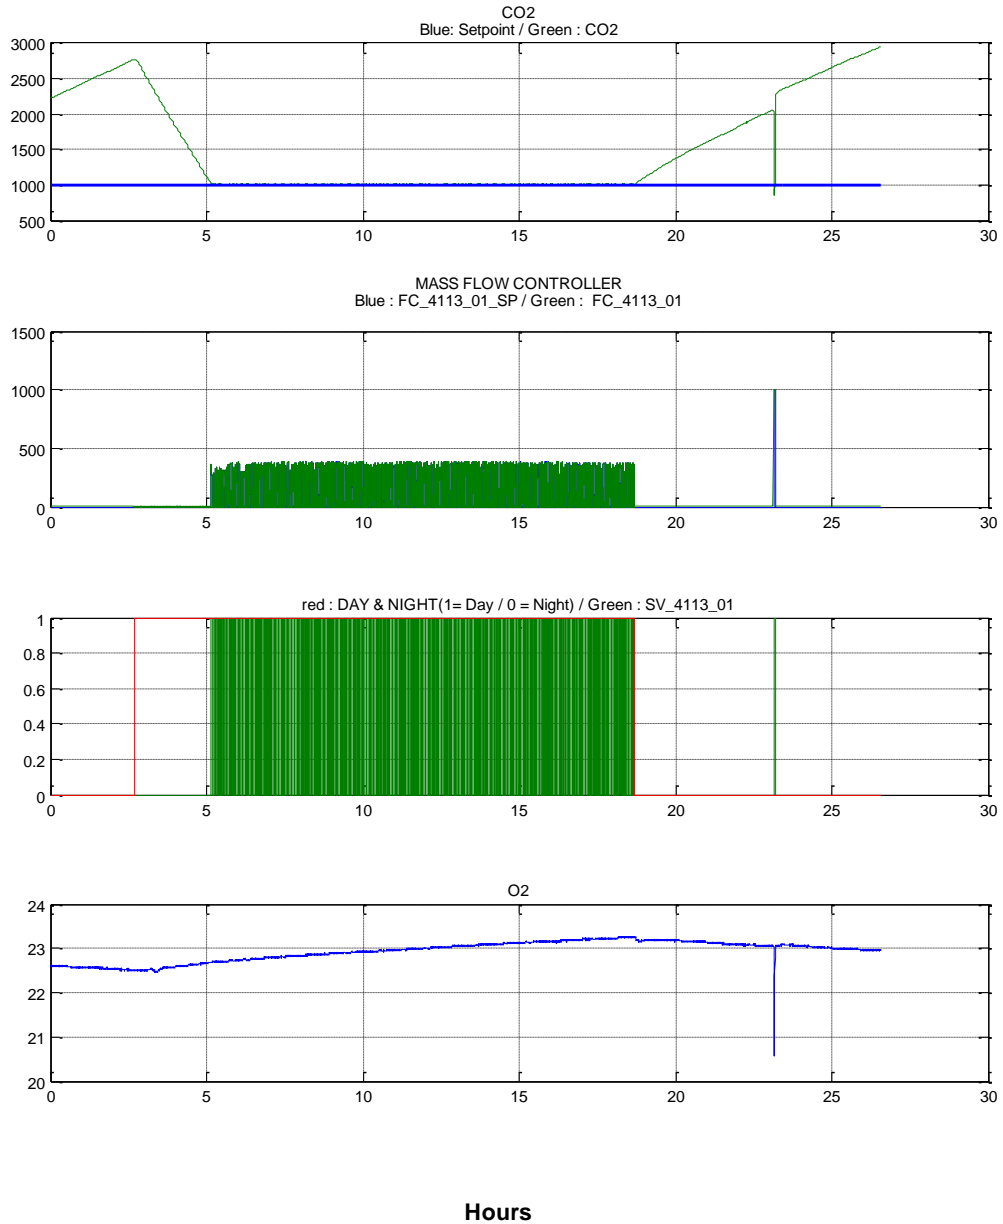 CO2
Blue: Setpoint / Green : CO2
3000
2500
2000
1500
1000
500
0 5 10 15 20 25 30
MASS FLOW CONTROLLER
Blue : FC_4113_01_SP / Green :  FC_4113_01
1500
1000
500
0
0 5 10 15 20 25 30
red : DAY & NIGHT(1= Day / 0 = Night) / Green : SV_4113_01
1
0.8
0.6
0.4
0.2
0
0 5 10 15 20 25 30
O2
24
23
22
21
20
0 5 10 15 20 25 30
Hours